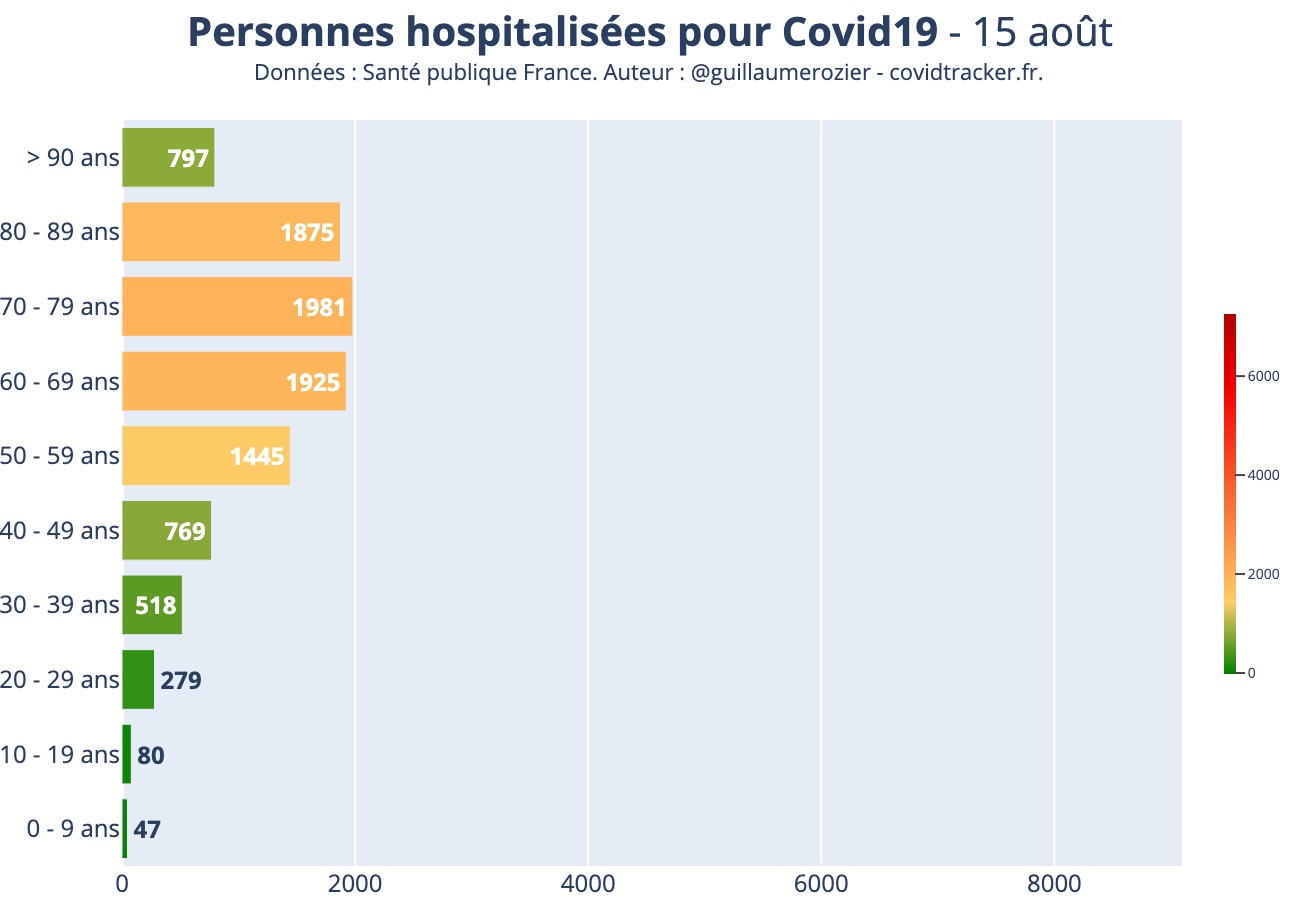 Personnes hospitalisées pour Covid19 - 15 août
Données : Santé publique France. Auteur : @guillaumerozier - covidtracker.fr.
> 90 ans 797
80 - 89 ans 1875
70 - 79 ans 1981
60 - 69 ans 1925
50 - 59 ans 1445
40 - 49 ans 769
30 - 39 ans 518
20 - 29 ans 279
10 - 19 ans 80
0 - 9 ans 47
0 2000 4000 6000 8000
6000
4000
2000
0